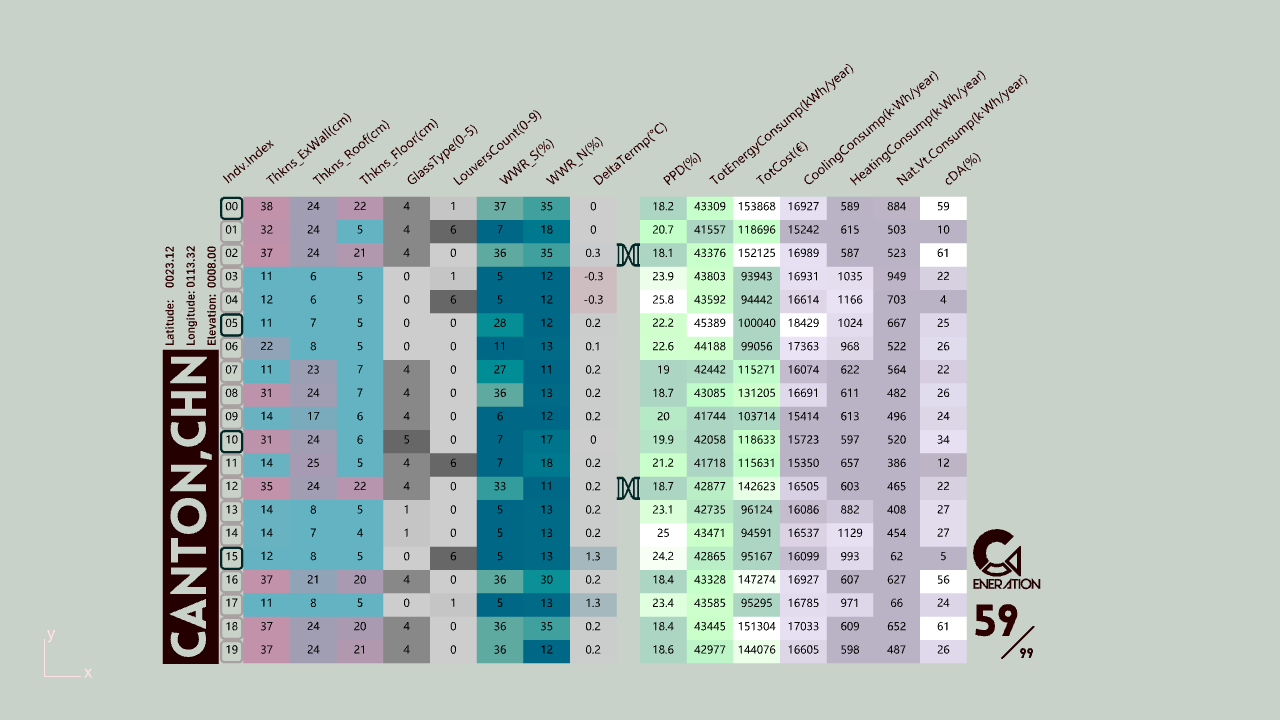 Indv.Index Thkns_ExWall(cm) Thkns_Roof(cm) Thkns_Floor(cm) GlassType(0-5) LouversCount(0-9) WWR_S(%) WWR_N(%) DeltaTermp(°C) PPD(%) TotEnergyConsump(kWh/year) TotCost(€) CoolingConsump(k·Wh/year) HeatingConsump(k·Wh/year) Nat.Vt.Consump(k·Wh/year) cDA(%)
00 38 24 22 4 1 37 35 0 18.2 43309 153868 16927 589 884 59
01 32 24 5 4 6 7 18 0 20.7 41557 118696 15242 615 503 10
02 37 24 21 4 0 36 35 0.3 18.1 43376 152125 16989 587 523 61
03 11 6 5 0 1 5 12 -0.3 23.9 43803 93943 16931 1035 949 22
04 12 6 5 0 6 5 12 -0.3 25.8 43592 94442 16614 1166 703 4
05 11 7 5 0 0 28 12 0.2 22.2 45389 100040 18429 1024 667 25
06 22 8 5 0 0 11 13 0.1 22.6 44188 99056 17363 968 522 26
07 11 23 7 4 0 27 11 0.2 19 42442 115271 16074 622 564 22
08 31 24 7 4 0 36 13 0.2 18.7 43085 131205 16691 611 482 26
09 14 17 6 4 0 6 12 0.2 20 41744 103714 15414 613 496 24
10 31 24 6 5 0 7 17 0 19.9 42058 118633 15723 597 520 34
11 14 25 5 4 6 7 18 0.2 21.2 41718 115631 15350 657 386 12
12 35 24 22 4 0 33 11 0.2 18.7 42877 142623 16505 603 465 22
13 14 8 5 1 0 5 13 0.2 23.1 42735 96124 16086 882 408 27
14 14 7 4 1 0 5 13 0.2 25 43471 94591 16537 1129 454 27
15 12 8 5 0 6 5 13 1.3 24.2 42865 95167 16099 993 62 5
16 37 21 20 4 0 36 30 0.2 18.4 43328 147274 16927 607 627 56
17 11 8 5 0 1 5 13 1.3 23.4 43585 95295 16785 971 66 24
18 37 24 20 4 0 36 35 0.2 18.4 43445 151304 17033 609 652 61
19 37 24 21 4 0 36 12 0.2 18.6 42977 144076 16605 598 487 26
Latitude: 0023.12
Longitude: 0113.32
Elevation: 0008.00
CANTON,CHN
GENERATION
59/99
y
x